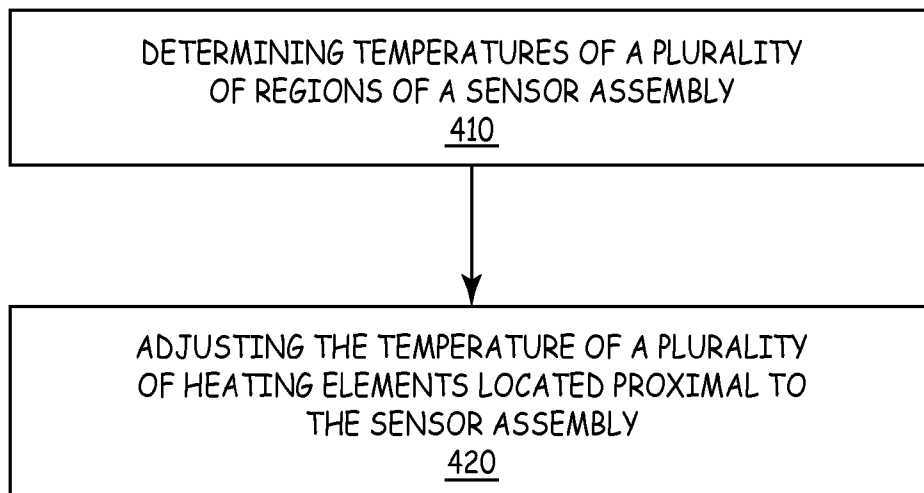 DETERMINING TEMPERATURES OF A PLURALITY
OF REGIONS OF A SENSOR ASSEMBLY
410
ADJUSTING THE TEMPERATURE OF A PLURALITY
OF HEATING ELEMENTS LOCATED PROXIMAL TO
THE SENSOR ASSEMBLY
420